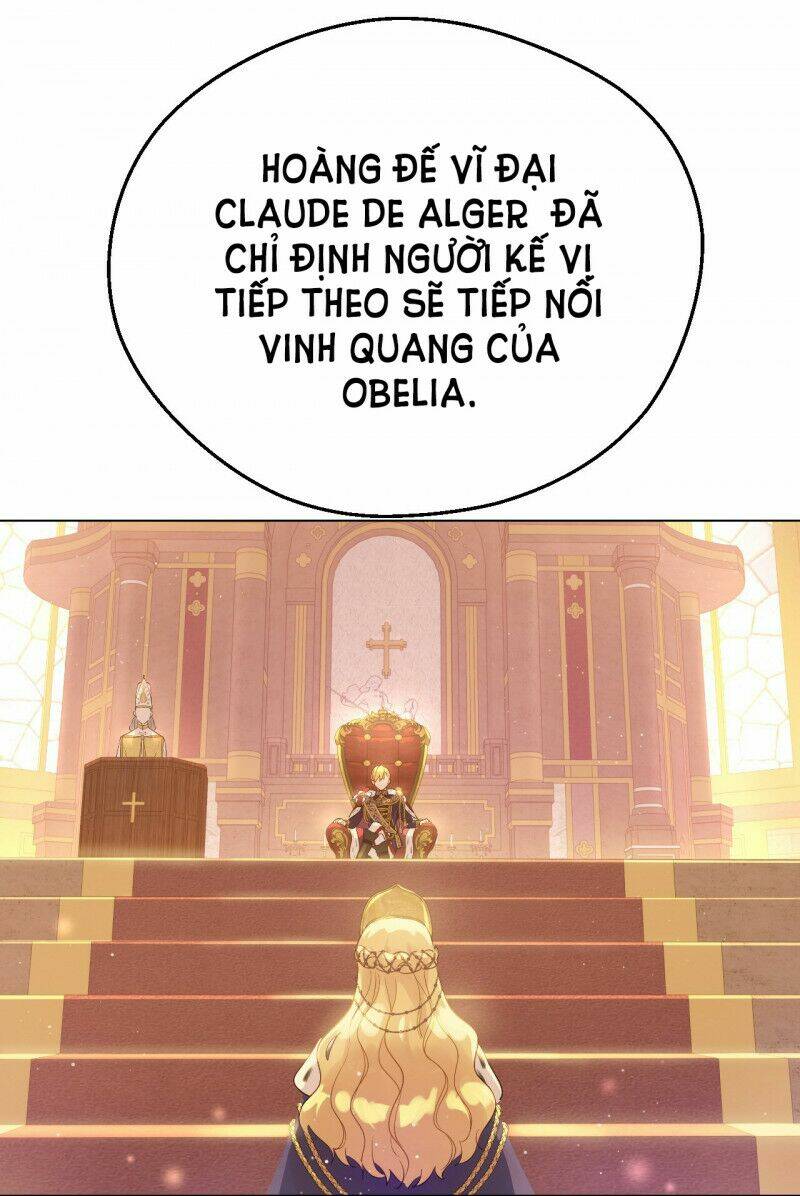 HOÀNG ĐẾ VĨ ĐẠI
CLAUDE DE ALGER ĐÃ
CHỈ ĐỊNH NGƯỜI KẾ VỊ
TIẾP THEO SẼ TIẾP NỐI
VINH QUANG CỦA
OBELIA.